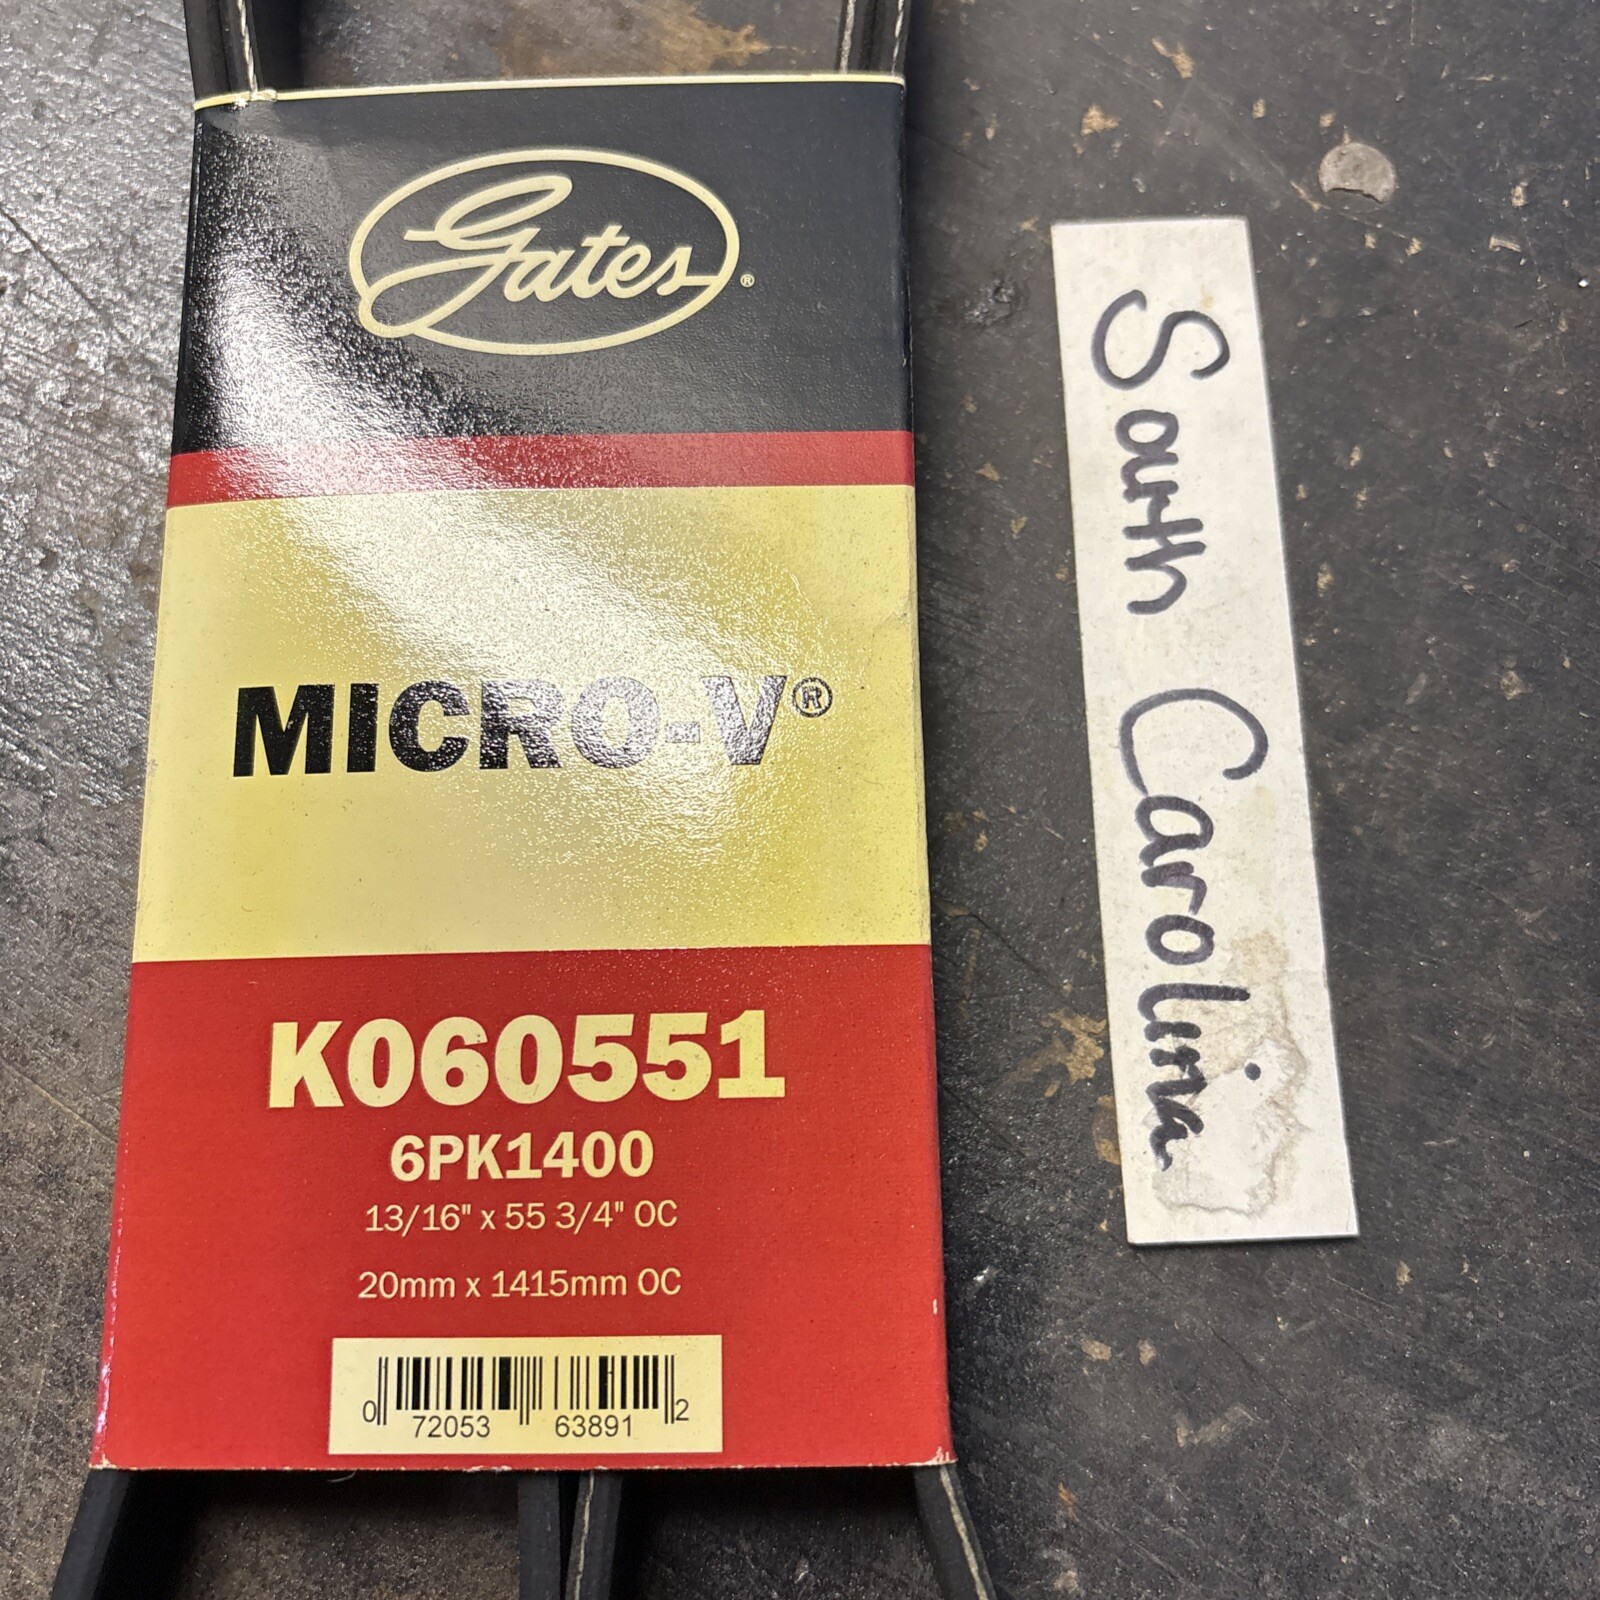 Gates®
MICRO-V®
K060551
6PK1400
13/16" x 55 3/4" OC
20mm x 1415mm OC
0 72053 63891 2
South Carolina